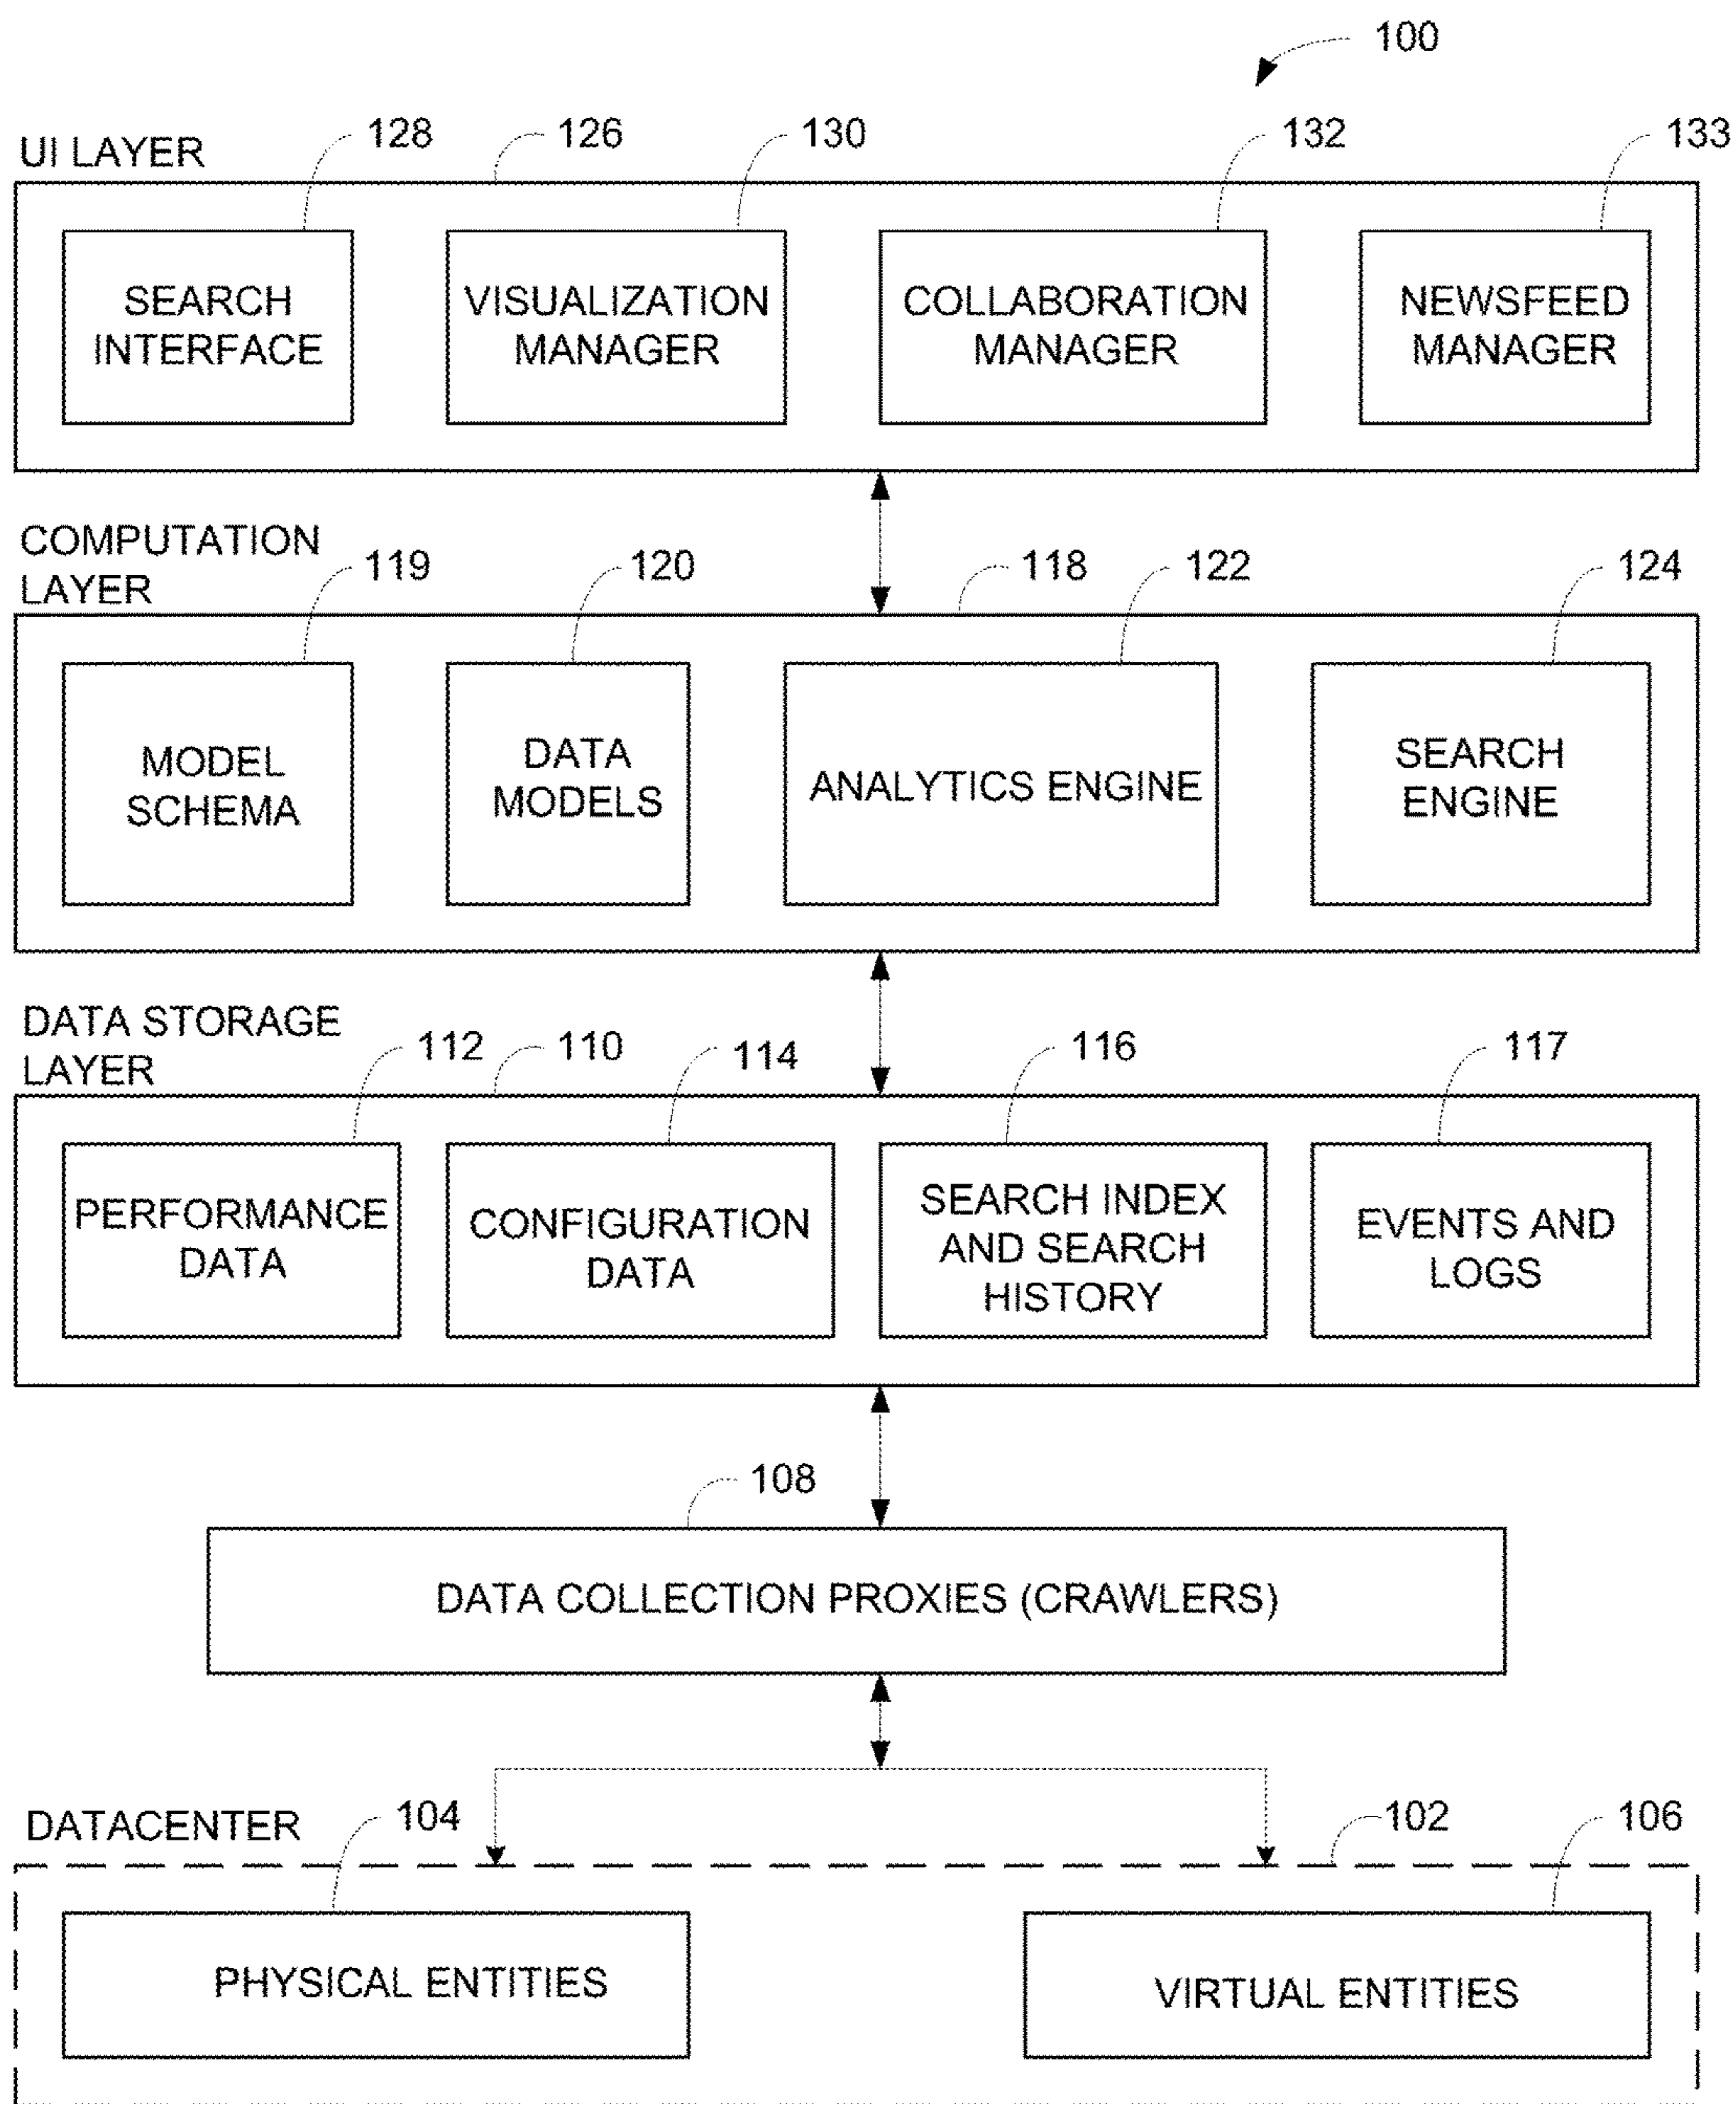 100
UI LAYER
128
126
130
132
133
SEARCH
INTERFACE
VISUALIZATION
MANAGER
COLLABORATION
MANAGER
NEWSFEED
MANAGER
COMPUTATION
LAYER
119
120
118
122
124
MODEL
SCHEMA
DATA
MODELS
ANALYTICS ENGINE
SEARCH
ENGINE
DATA STORAGE
LAYER
112
110
114
116
117
PERFORMANCE
DATA
CONFIGURATION
DATA
SEARCH INDEX
AND SEARCH
HISTORY
EVENTS AND
LOGS
108
DATA COLLECTION PROXIES (CRAWLERS)
DATACENTER
104
102
106
PHYSICAL ENTITIES
VIRTUAL ENTITIES